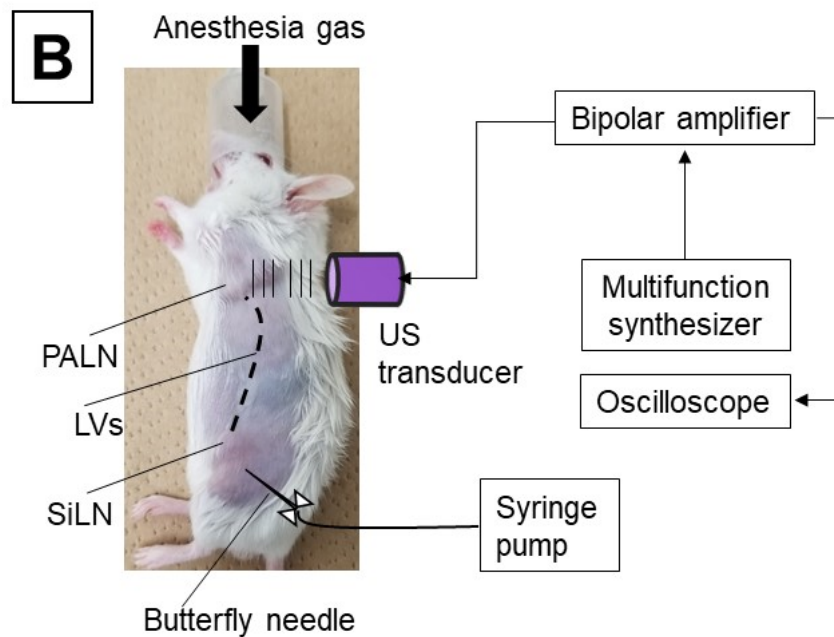 B
Anesthesia gas
Bipolar amplifier
Multifunction
synthesizer
US
transducer
PALN
Oscilloscope
LVs
SiLN
Syringe
pump
Butterfly needle